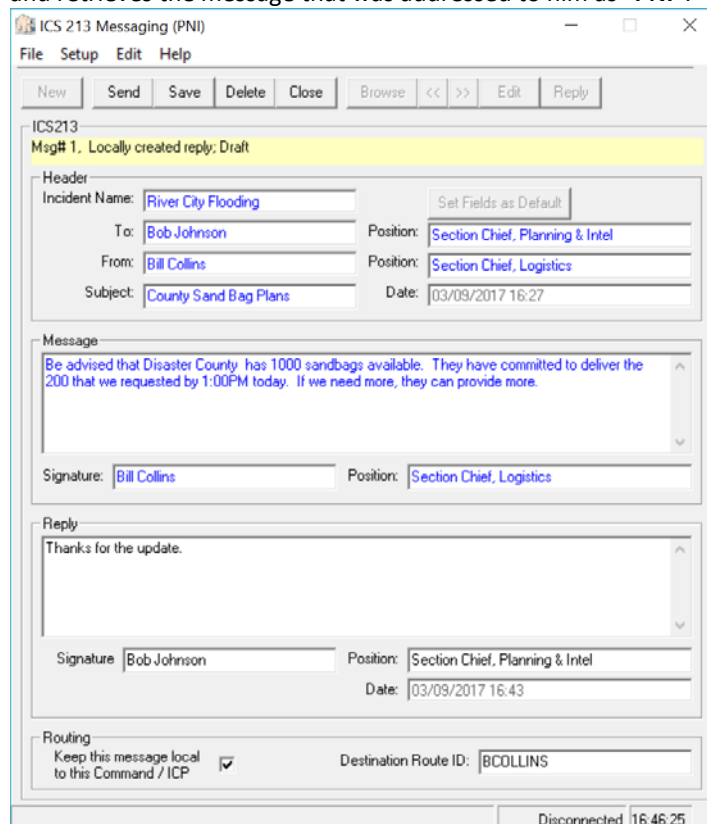 and retrieves the message that was addressed to him as
ICS 213 Messaging (PNI)
File Setup Edit Help
New Send Save Delete Close Browse << >> Edit Reply
ICS213
Msg# 1, Locally created reply; Draft
Header
Incident Name: River City Flooding Set Fields as Default
To: Bob Johnson Position: Section Chief, Planning & Intel
From: Bill Collins Position: Section Chief, Logistics
Subject: County Sand Bag Plans Date: 03/09/2017 16:27
Message
Be advised that Disaster County has 1000 sandbags available. They have committed to deliver the
200 that we requested by 1:00PM today. If we need more, they can provide more.
Signature: Bill Collins Position: Section Chief, Logistics
Reply
Thanks for the update.
Signature Bob Johnson Position: Section Chief, Planning & Intel
Date: 03/09/2017 16:43
Routing
Keep this message local
to this Command / ICP Destination Route ID: BCOLLINS
Disconnected 16:46:25